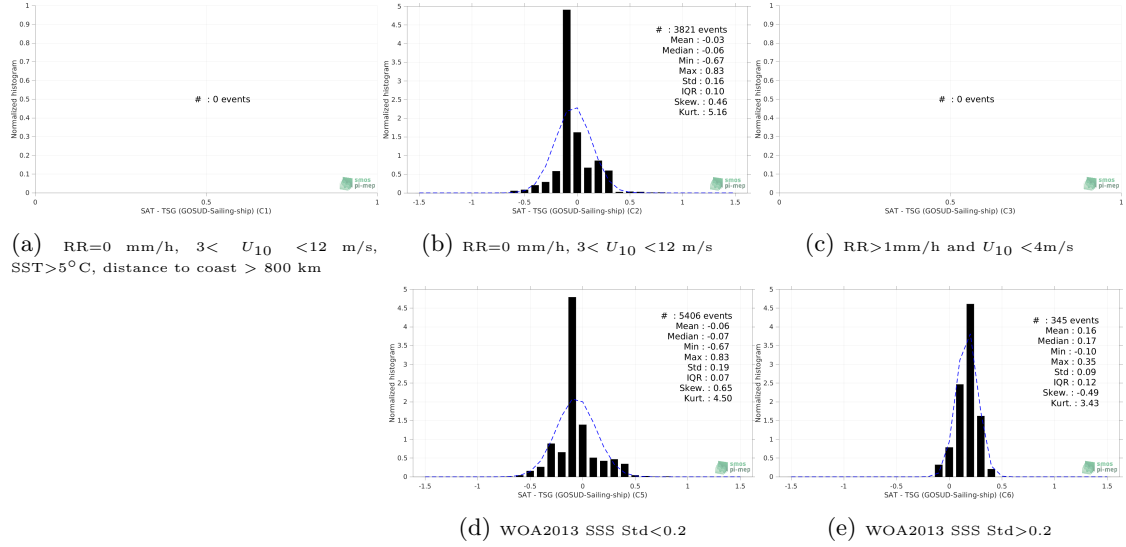 1
0.9
0.8
0.7
0.6
0.5
0.4
0.3
0.2
0.1
0
Normalized histogram
# : 0 events
smos
pi-mep
0 0.5 1
SAT - TSG (GOSUD-Sailing-ship) (C1)
(a) RR=0 mm/h, 3< U10 <12 m/s,
SST>5°C, distance to coast > 800 km
5
4.5
4
3.5
3
2.5
2
1.5
1
0.5
0
Normalized histogram
# : 3821 events
Mean : -0.03
Median : -0.06
Min : -0.67
Max : 0.83
Std : 0.16
IQR : 0.10
Skew. : 0.46
Kurt. : 5.16
smos
pi-mep
-1.5 -1 -0.5 0 0.5 1 1.5
SAT - TSG (GOSUD-Sailing-ship) (C2)
(b) RR=0 mm/h, 3< U10 <12 m/s
1
0.9
0.8
0.7
0.6
0.5
0.4
0.3
0.2
0.1
0
Normalized histogram
# : 0 events
smos
pi-mep
0 0.5 1
SAT - TSG (GOSUD-Sailing-ship) (C3)
(c) RR>1mm/h and U10 <4m/s
5
4.5
4
3.5
3
2.5
2
1.5
1
0.5
0
Normalized histogram
# : 5406 events
Mean : -0.06
Median : -0.07
Min : -0.67
Max : 0.83
Std : 0.19
IQR : 0.07
Skew. : 0.65
Kurt. : 4.50
smos
pi-mep
-1.5 -1 -0.5 0 0.5 1 1.5
SAT - TSG (GOSUD-Sailing-ship) (C5)
(d) WOA2013 SSS Std<0.2
5
4.5
4
3.5
3
2.5
2
1.5
1
0.5
0
Normalized histogram
# : 345 events
Mean : 0.16
Median : 0.17
Min : -0.10
Max : 0.35
Std : 0.09
IQR : 0.12
Skew. : -0.49
Kurt. : 3.43
smos
pi-mep
-1.5 -1 -0.5 0 0.5 1 1.5
SAT - TSG (GOSUD-Sailing-ship) (C6)
(e) WOA2013 SSS Std>0.2